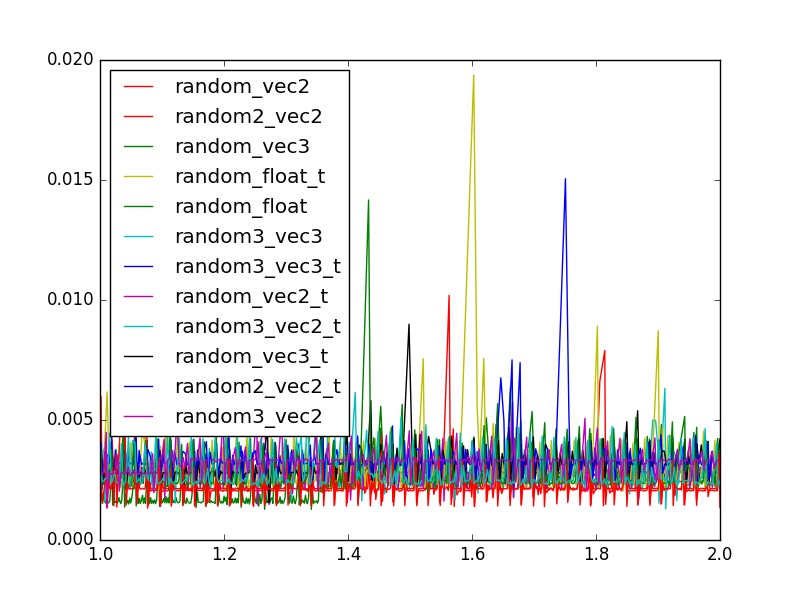 0.020
0.015
0.010
0.005
0.000
random_vec2
random2_vec2
random_vec3
random_float_t
random_float
random3_vec3
random3_vec3_t
random_vec2_t
random3_vec2_t
random_vec3_t
random2_vec2_t
random3_vec2
1.0 1.2 1.4 1.6 1.8 2.0